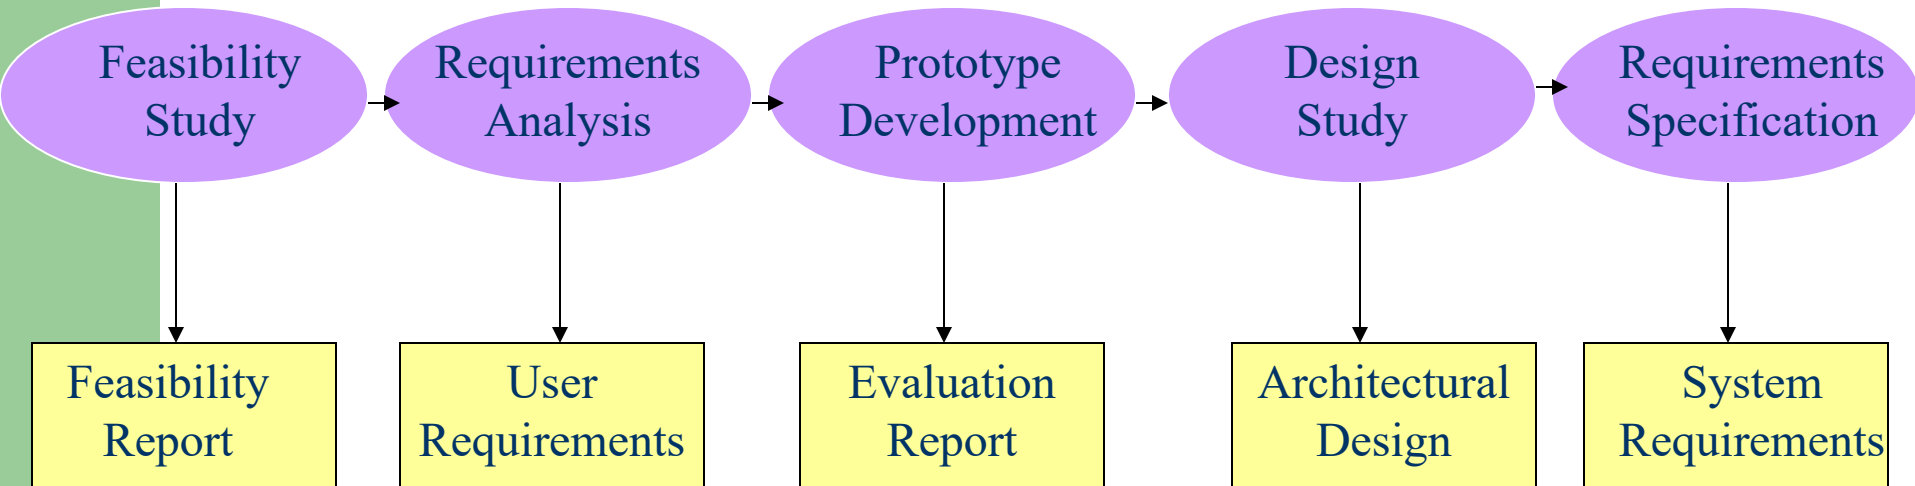 Feasibility
Study
Requirements
Analysis
Prototype
Development
Design
Study
Requirements
Specification
Feasibility
Report
User
Requirements
Evaluation
Report
Architectural
Design
System
Requirements